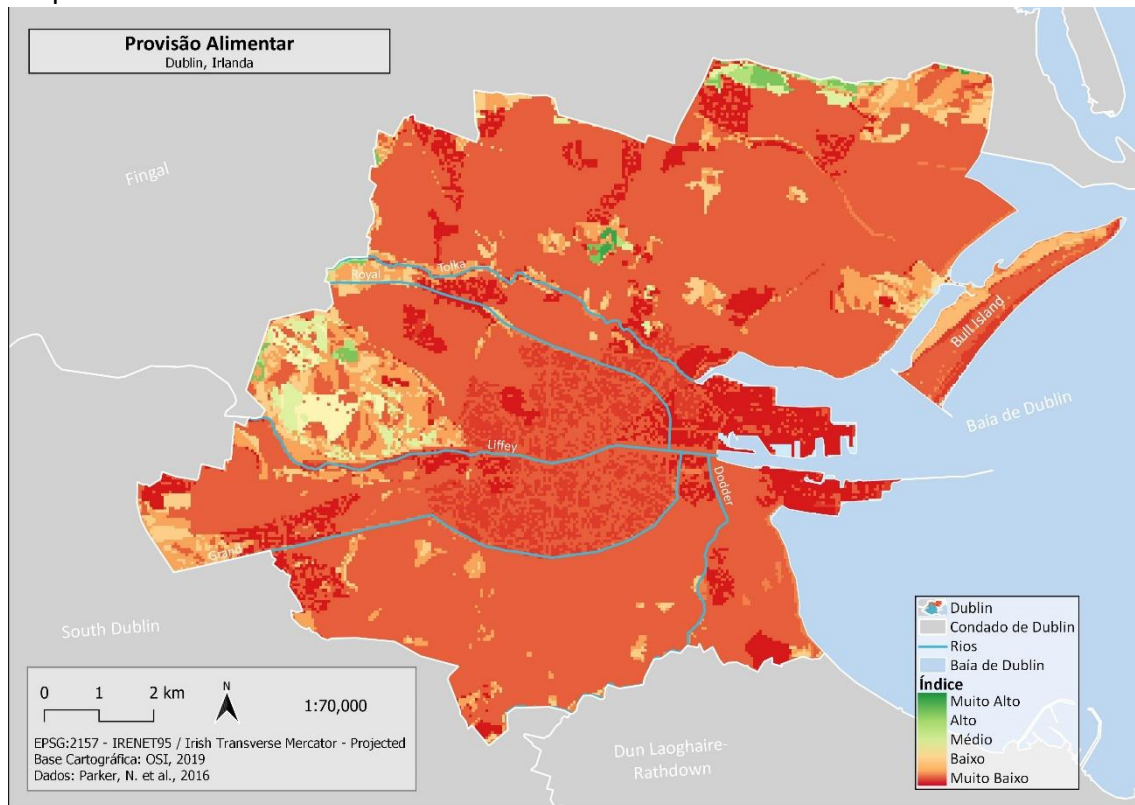 Provisão Alimentar
Dublin, Irlanda
Fingal
Royal
Tolka
Bull Island
Baía de Dublin
Liffey
Dodder
Grand
South Dublin
Dun Laoghaire-
Rathdown
0 1 2 km
N
1:70,000
EPSG:2157 - IRENET95 / Irish Transverse Mercator - Projected
Base Cartográfica: OSI, 2019
Dados: Parker, N. et al., 2016
Dublin
Condado de Dublin
Rios
Baía de Dublin
Índice
Muito Alto
Alto
Médio
Baixo
Muito Baixo